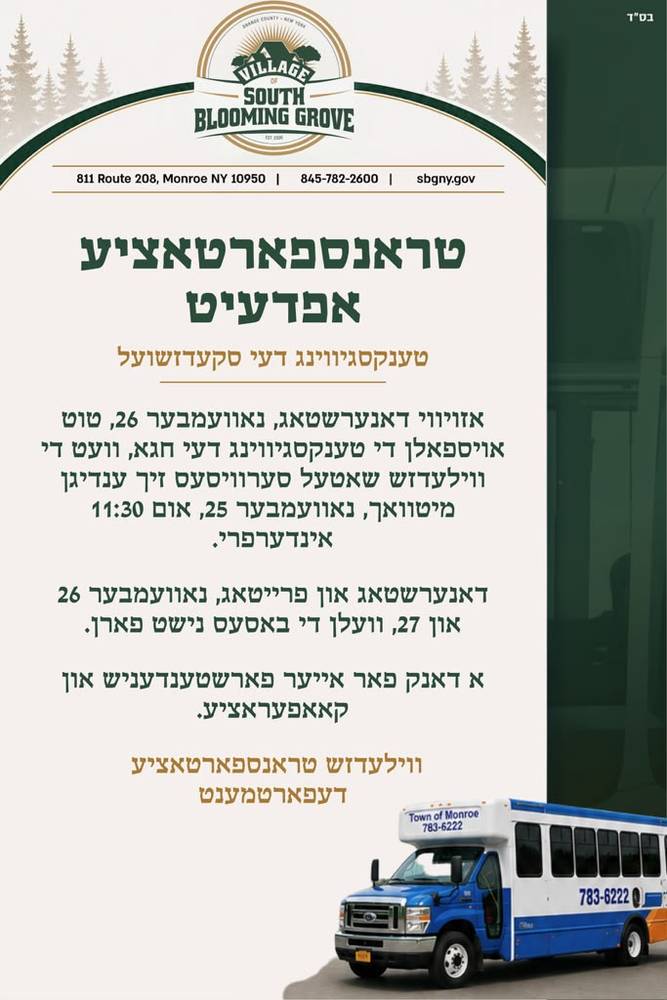 בס"ד
ORANGE COUNTY • NEW YORK
VILLAGE
OF
SOUTH
BLOOMING GROVE
EST 2006
811 Route 208, Monroe NY 10950 | 845-782-2600 | sbgny.gov
טראנספארטאציע
אפדעיט
טענקסגיווינג דעי סקעדזשועל
אזויווי דאנערשטאג, נאוועמבער 26, טוט
אויספאלן די טענקסגיווינג דעי חגא, וועט די
ווילעדזש שאטעל סערוויסעס זיך ענדיגן
מיטוואך, נאוועמבער 25, אום 11:30
אינדערפרי.
דאנערשטאג און פרייטאג, נאוועמבער 26
און 27, וועלן די באסעס נישט פארן.
א דאנק פאר אייער פארשטענדעניש און
קאאפעראציע.
ווילעדזש טראנספארטאציע
דעפארטמענט
Town of Monroe
783-6222
783-6222